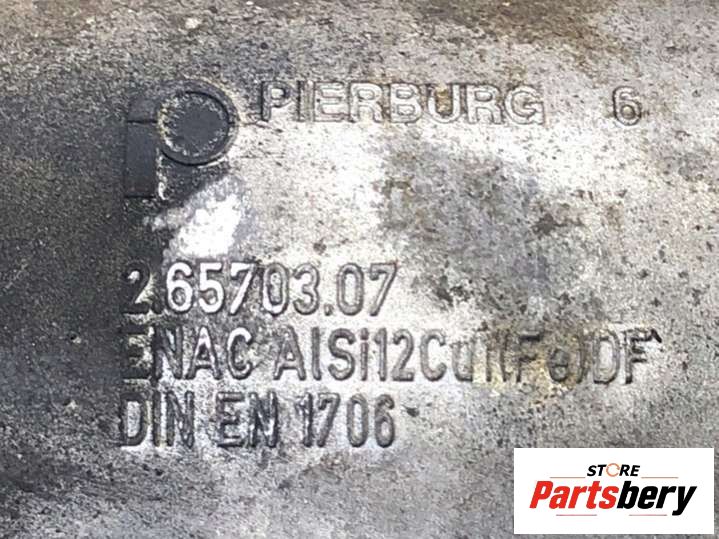 PIERBURG 6
2.65703.07
ENAC AlSi12Cu1(Fe)DF
DIN EN 1706
STORE
Partsbery